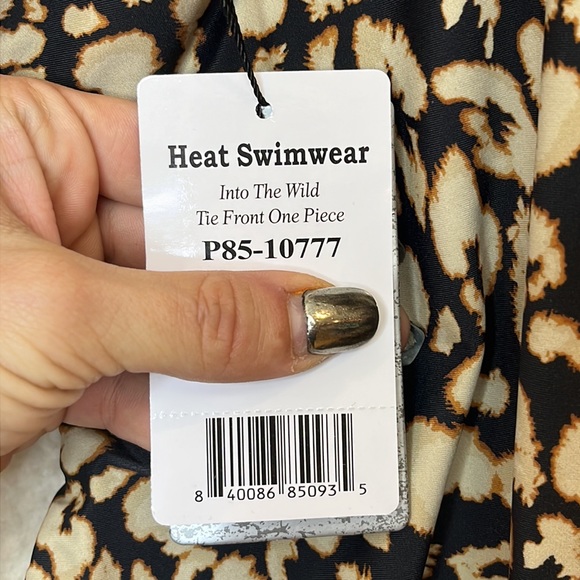 Heat Swimwear
Into The Wild
Tie Front One Piece
P85-10777
8 40086 85093 5